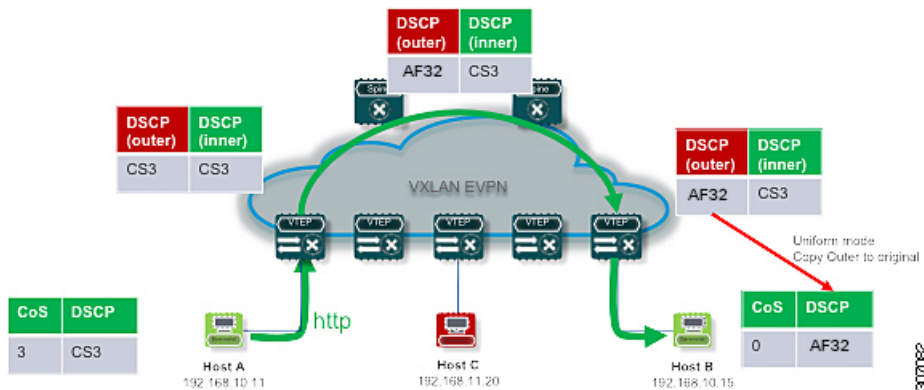 DSCP (outer) DSCP (inner)
AF32 CS3
Spine
DSCP (outer) DSCP (inner)
CS3 CS3
DSCP (outer) DSCP (inner)
AF32 CS3
VXLAN EVPN
VTEP VTEP VTEP VTEP VTEP
Uniform mode
Copy Outer to original
CoS DSCP
3 CS3
http
CoS DSCP
0 AF32
Host A
192.168.10.11
Host C
192.168.11.20
Host B
192.168.10.15